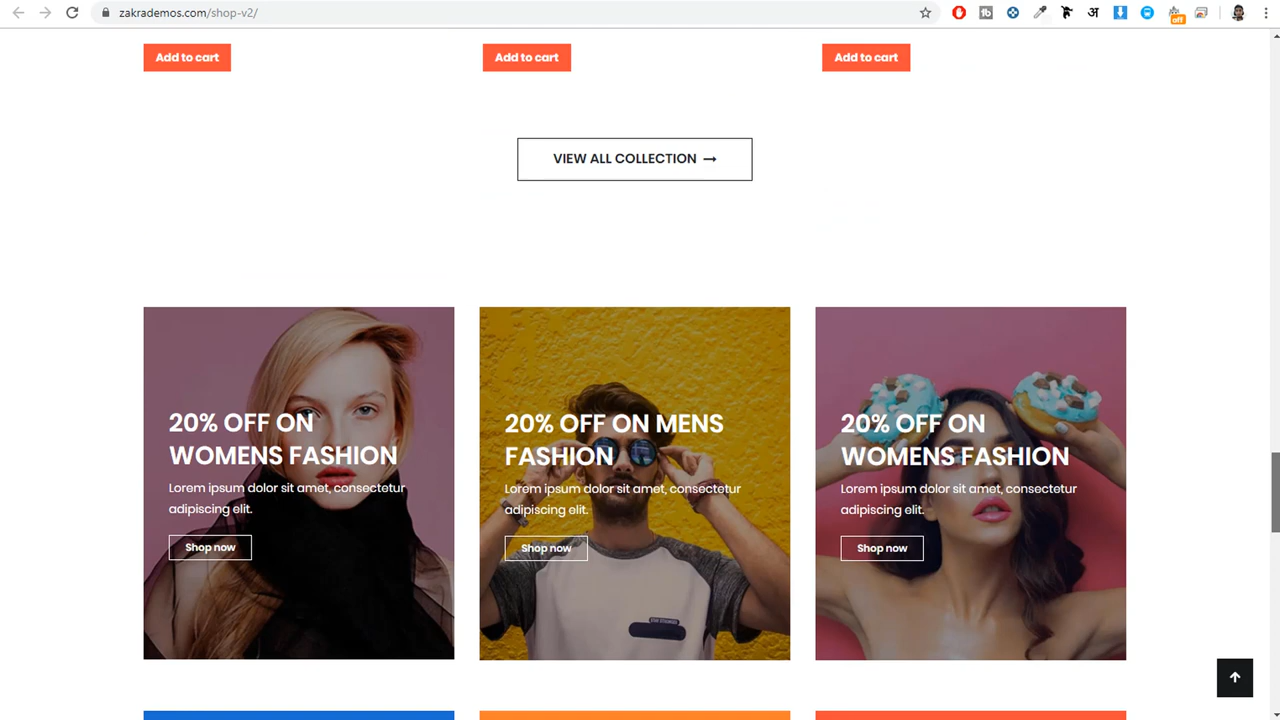 zakrademos.com/shop-v2/
off
Add to cart
Add to cart
Add to cart
VIEW ALL COLLECTION →
20% OFF ON
WOMENS FASHION
Lorem ipsum dolor sit amet, consectetur
adipiscing elit.
Shop now
20% OFF ON MENS
FASHION
Lorem ipsum dolor sit amet, consectetur
adipiscing elit.
Shop now
20% OFF ON
WOMENS FASHION
Lorem ipsum dolor sit amet, consectetur
adipiscing elit.
Shop now